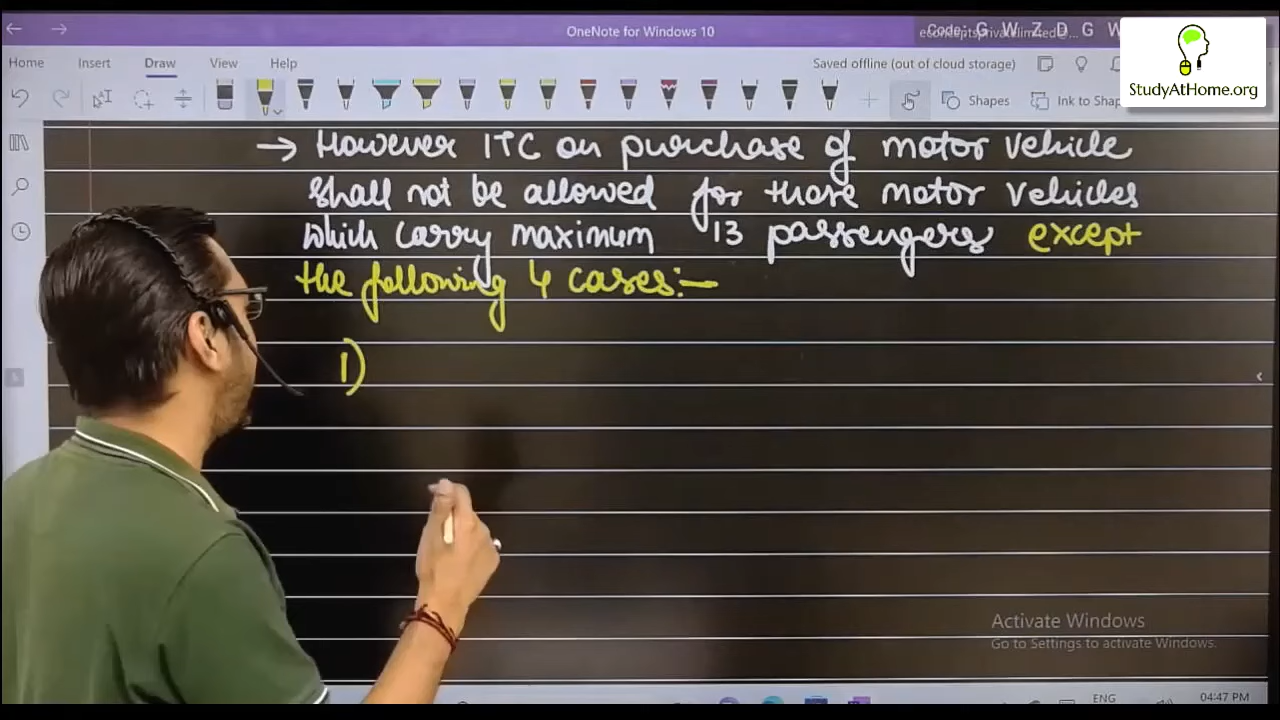 OneNote for Windows 10
Code: G W Z D G W
Home Insert Draw View Help
Saved offline (out of cloud storage)
Shapes
Ink to Shap
StudyAtHome.org
→ However ITC on purchase of motor vehicle
shall not be allowed for those motor vehicles
which carry maximum 13 passengers except
the following 4 cases:-
1)
Activate Windows
Go to Settings to activate Windows.
ENG
04:47 PM